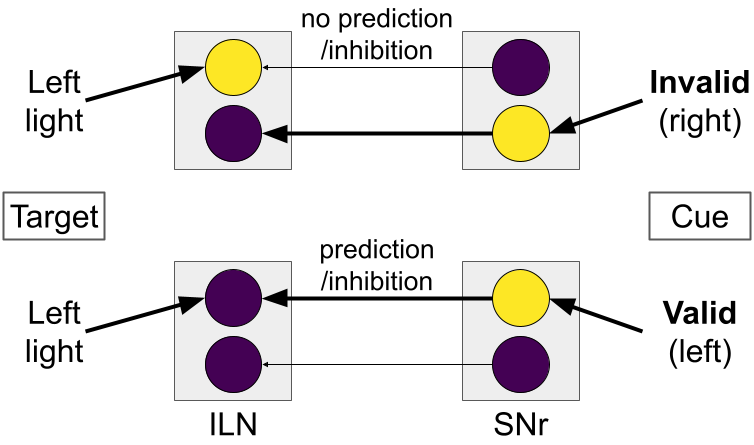 no prediction
/inhibition
Left
light
Invalid
(right)
Target
Cue
prediction
/inhibition
Left
light
Valid
(left)
ILN
SNr